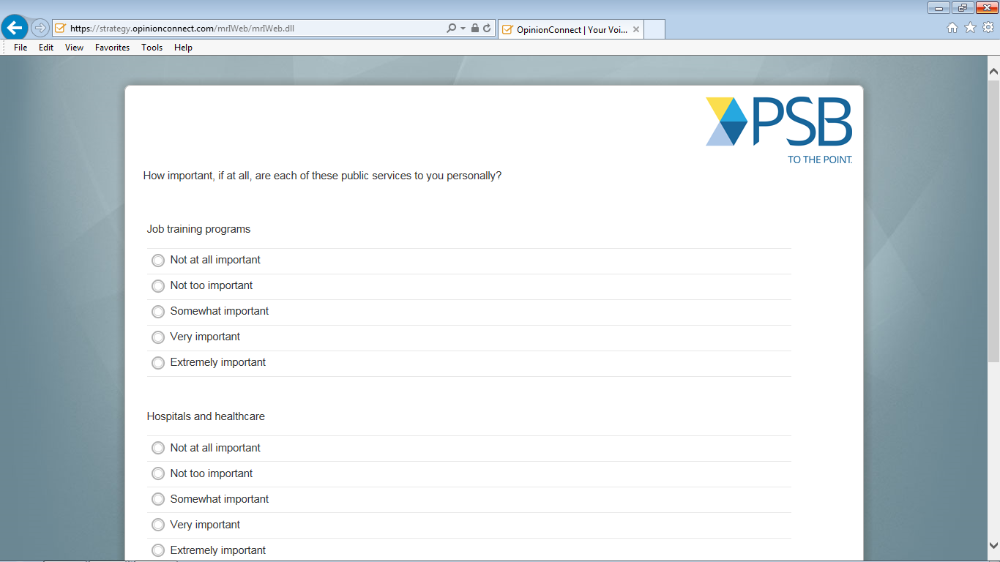 https://strategy.opinionconnect.com/mrIWeb/mrIWeb.dll
OpinionConnect | Your Voi...
File Edit View Favorites Tools Help
PSB
TO THE POINT.
How important, if at all, are each of these public services to you personally?
Job training programs
Not at all important
Not too important
Somewhat important
Very important
Extremely important
Hospitals and healthcare
Not at all important
Not too important
Somewhat important
Very important
Extremely important